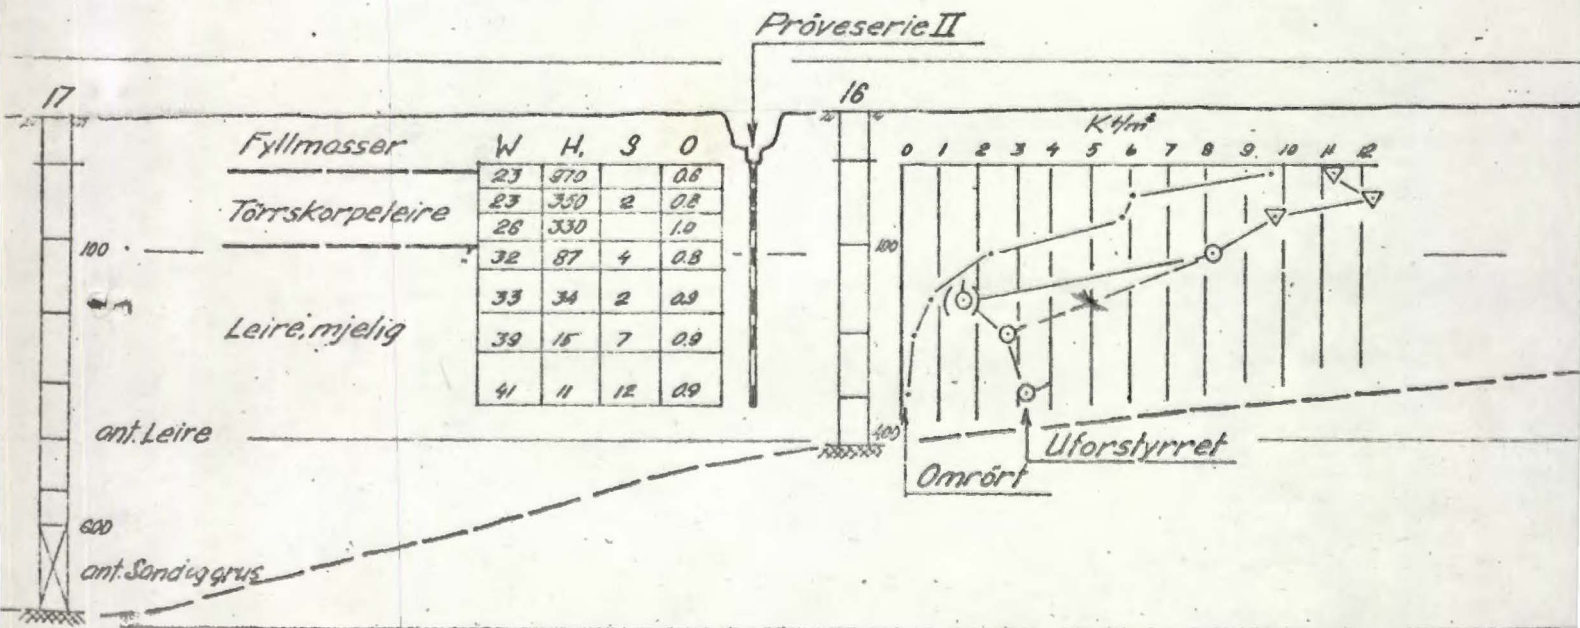 Pröveserie II
17
16
Fyllmasser
Törrskorpeleire
Leire, mjelig
W H₁ S O
23 970 0.6
23 350 2 0.8
26 330 1.0
32 87 4 0.8
33 34 2 0.9
39 15 7 0.9
41 11 12 0.9
K t/m²
0 1 2 3 4 5 6 7 8 9 10 11 12
100
100
ant. Leire
400
Uforstyrret
Omrört
600
ant. Sandig grus